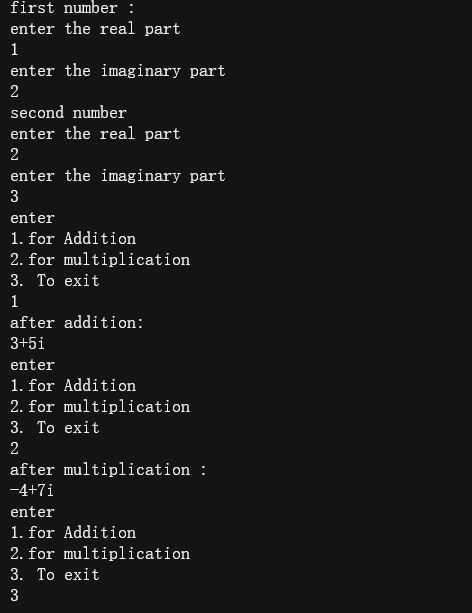 first number :
enter the real part
1
enter the imaginary part
2
second number
enter the real part
2
enter the imaginary part
3
enter
1.for Addition
2.for multiplication
3. To exit
1
after addition:
3+5i
enter
1.for Addition
2.for multiplication
3. To exit
2
after multiplication :
-4+7i
enter
1.for Addition
2.for multiplication
3. To exit
3